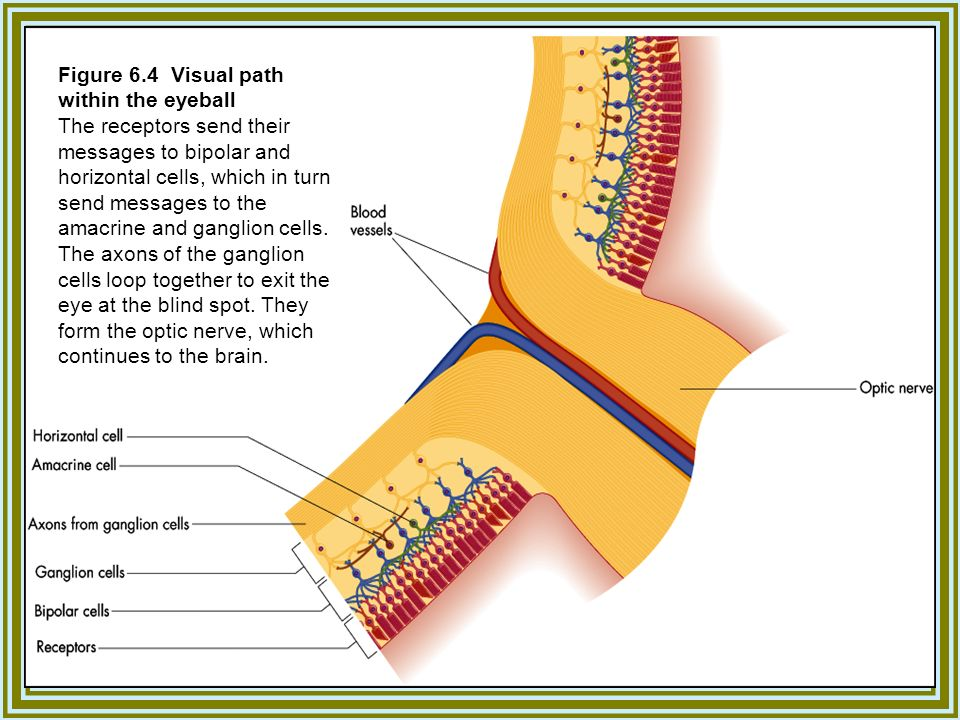 Figure 6.4  Visual path
within the eyeball
The receptors send their
messages to bipolar and
horizontal cells, which in turn
send messages to the
amacrine and ganglion cells.
The axons of the ganglion
cells loop together to exit the
eye at the blind spot. They
form the optic nerve, which
continues to the brain.
Blood
vessels
Optic nerve
Horizontal cell
Amacrine cell
Axons from ganglion cells
Ganglion cells
Bipolar cells
Receptors